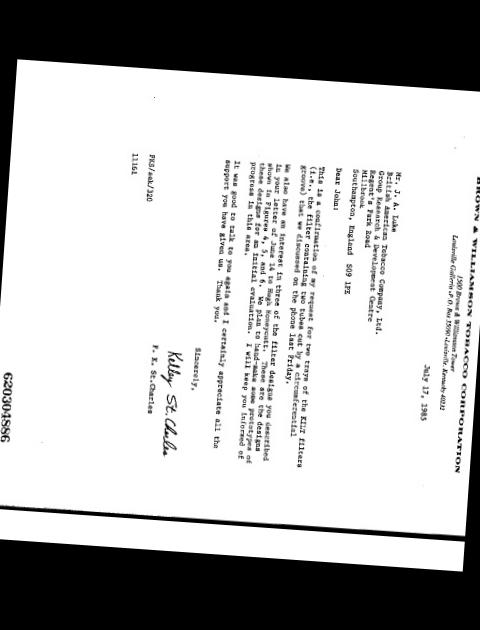 BROWN & WILLIAMSON TOBACCO CORPORATION
1500 Brown & Williamson Tower
Louisville Galleria • P.O. Box 35090 • Louisville, Kentucky 40232
July 17, 1985
Mr. J. A. Luke
British American Tobacco Company, Ltd.
Group Research & Development Centre
Regent's Park Road
Millbrook
Southampton, England SO9 1PE
Dear John:
This is a confirmation of my request for two trays of the KILT filters
(i.e., the filter containing two tubes cut by a circumferential
groove) that we discussed on the phone last Friday.
We also have an interest in three of the filter designs you described
in your letter of June 14 to Hugh Honeycutt. These are the designs
shown in Figures 4, 5, and 6. We plan to hand-make some prototypes of
these designs for an initial evaluation. I will keep you informed of
progress in this area.
It was good to talk to you again and I certainly appreciate all the
support you have given us. Thank you.
Sincerely,
Kelley St. Charles
F. K. St.Charles
FKS/sek/320
11161
620304886